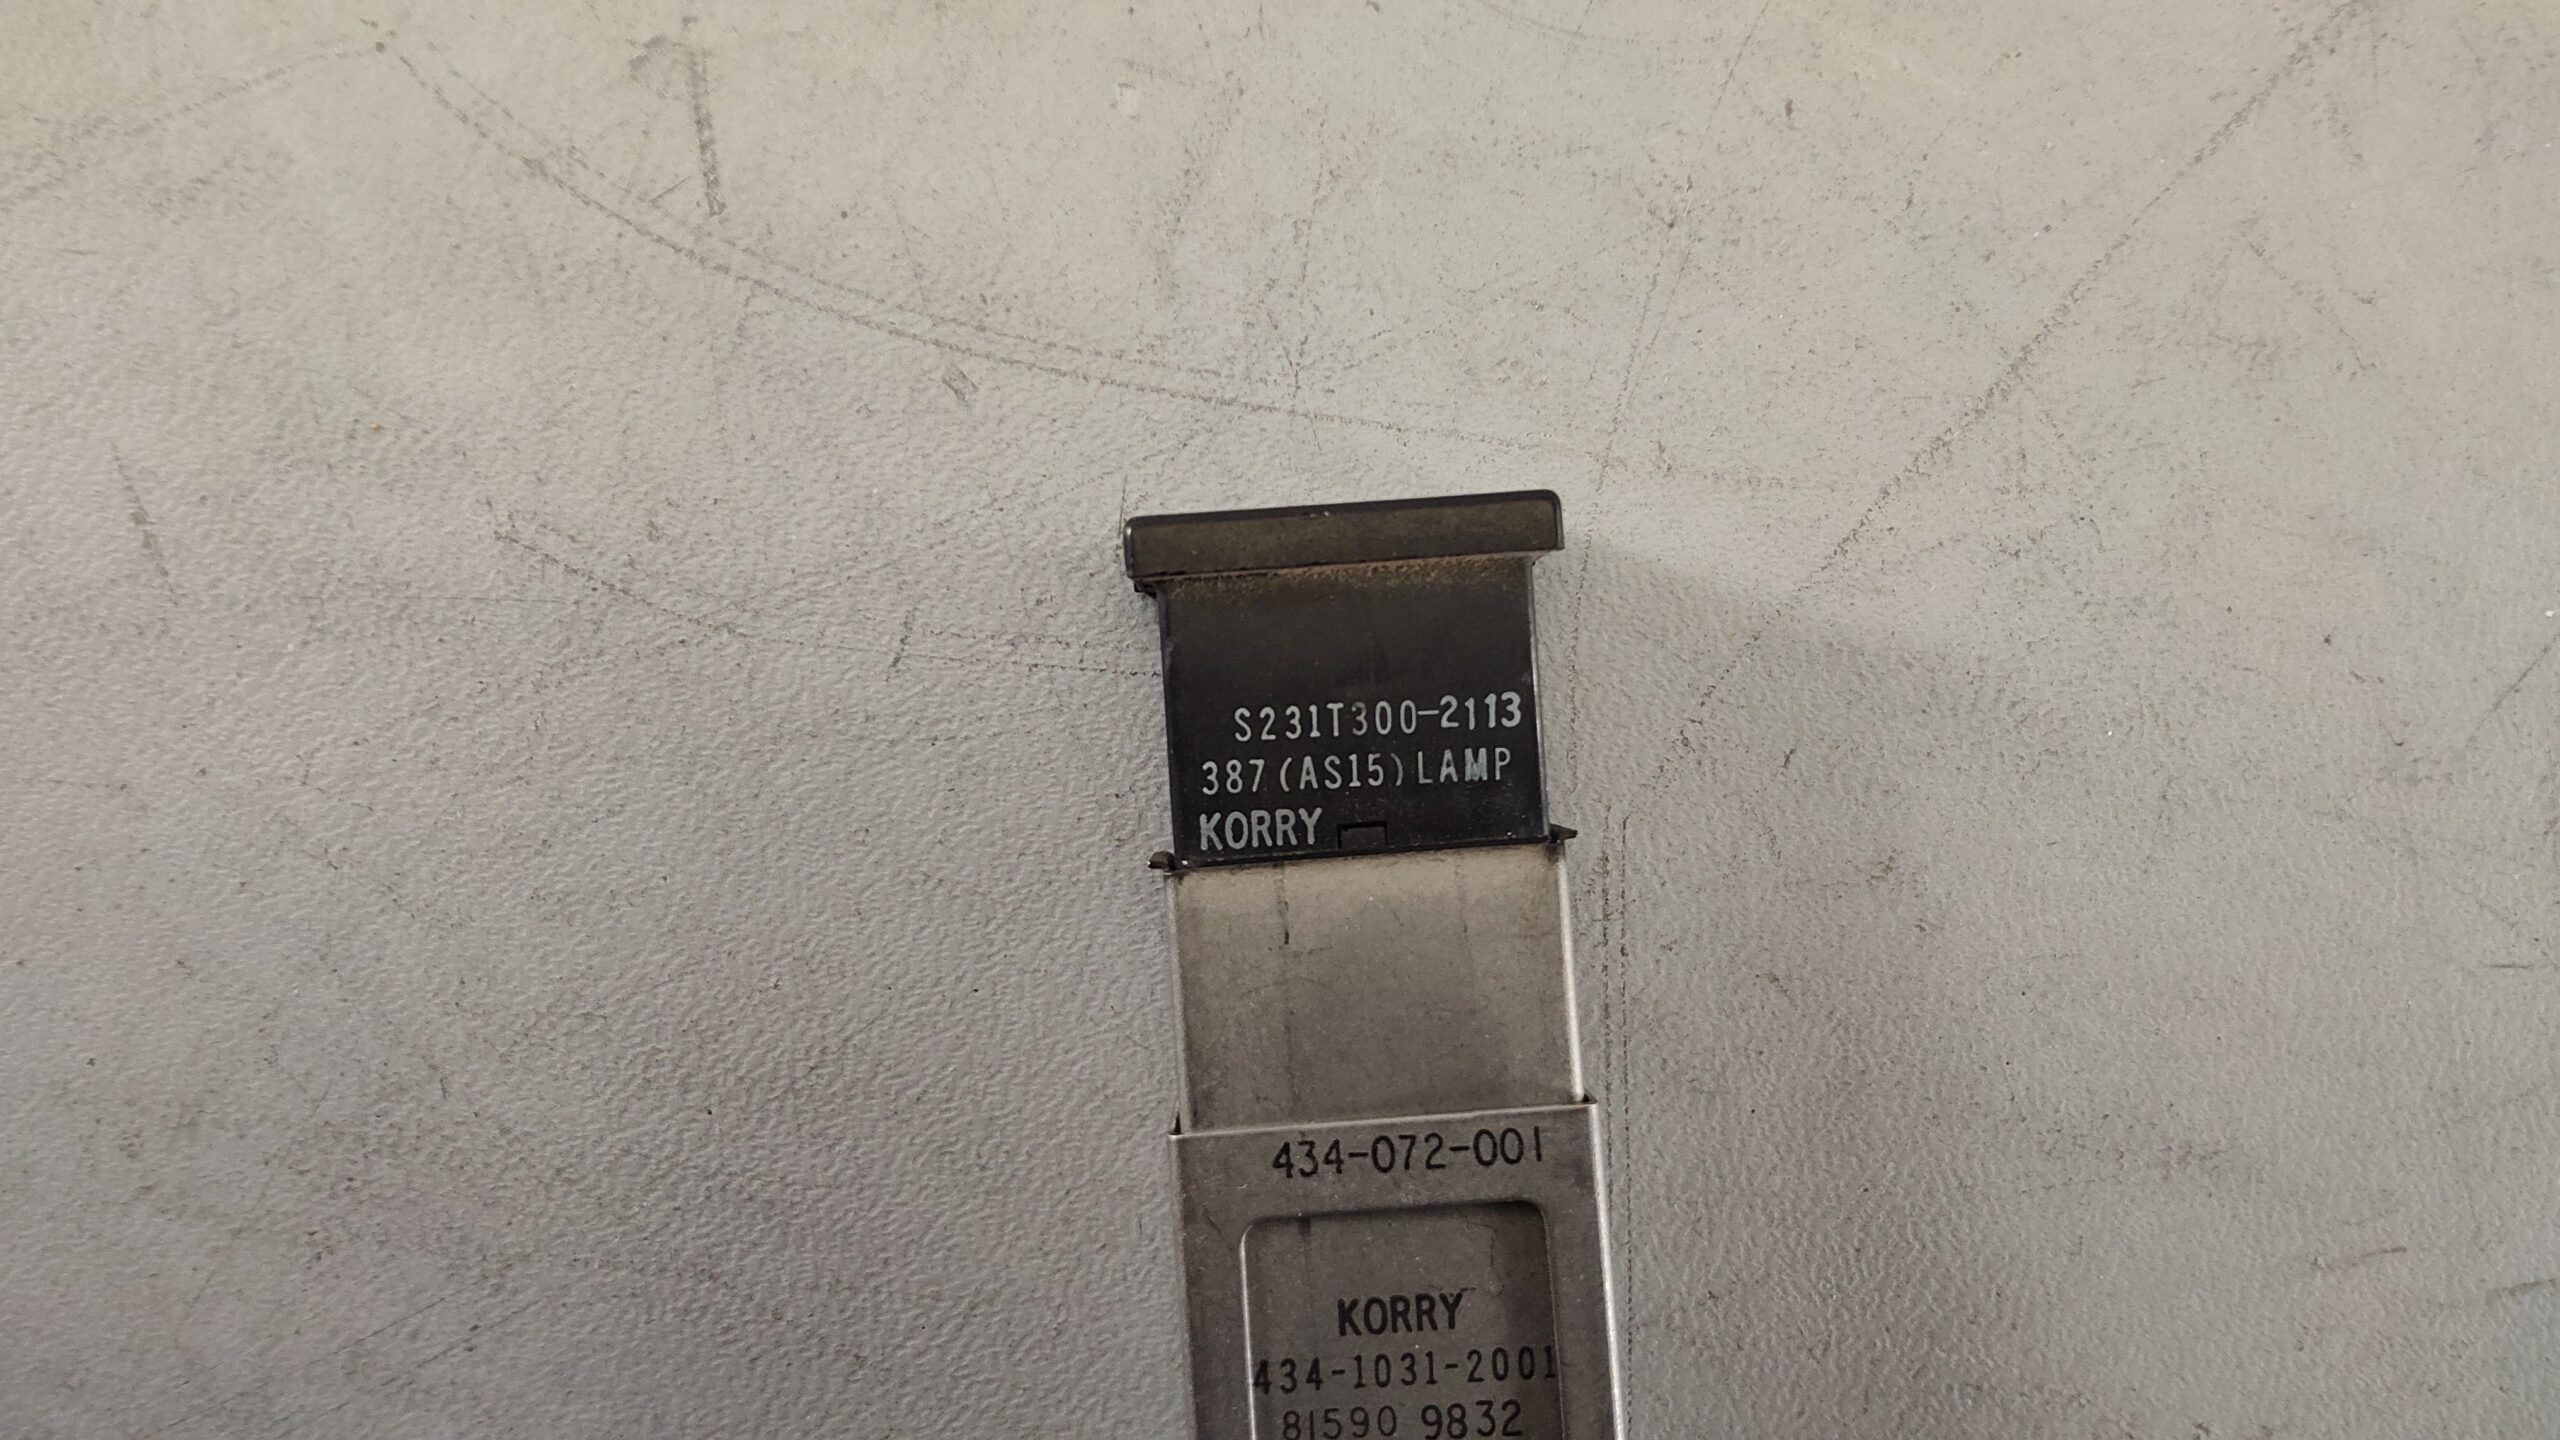 S231T300-2113
387(AS15)LAMP
KORRY
434-072-001
KORRY
434-1031-2001
81590 9832